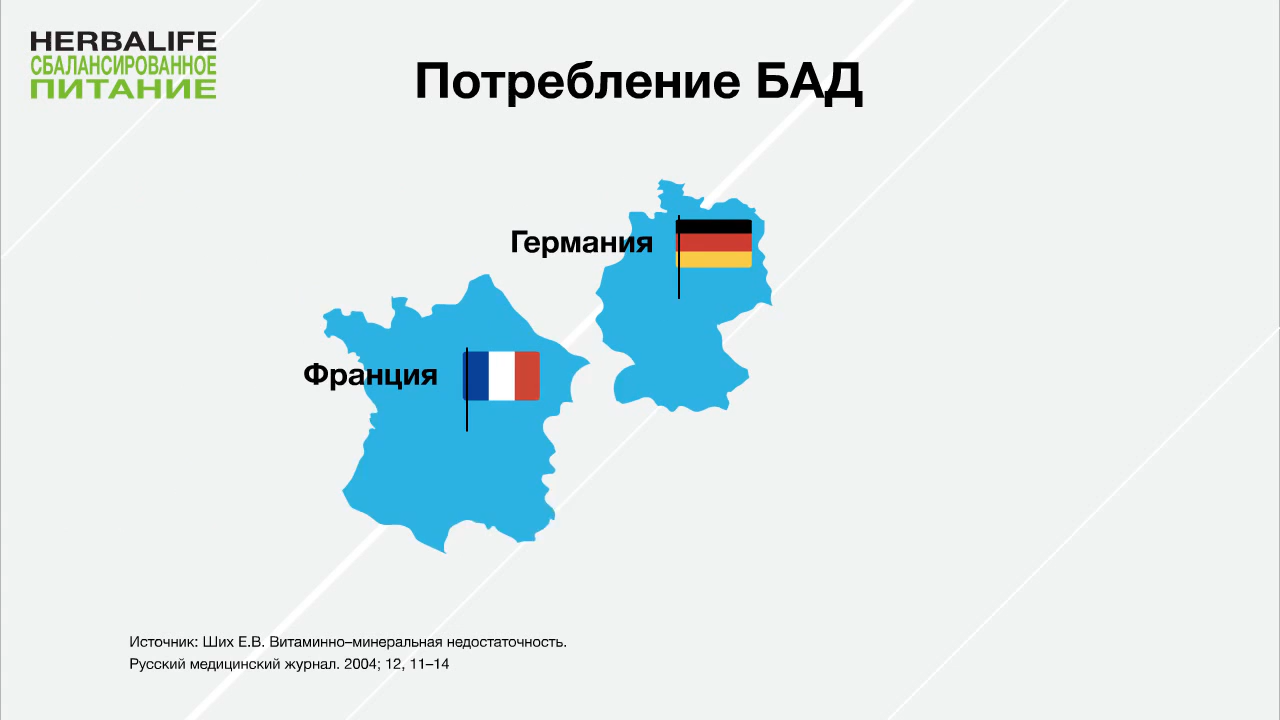 HERBALIFE
СБАЛАНСИРОВАННОЕ
ПИТАНИЕ
Потребление БАД
Германия
Франция
Источник: Ших Е.В. Витаминно–минеральная недостаточность.
Русский медицинский журнал. 2004; 12, 11–14